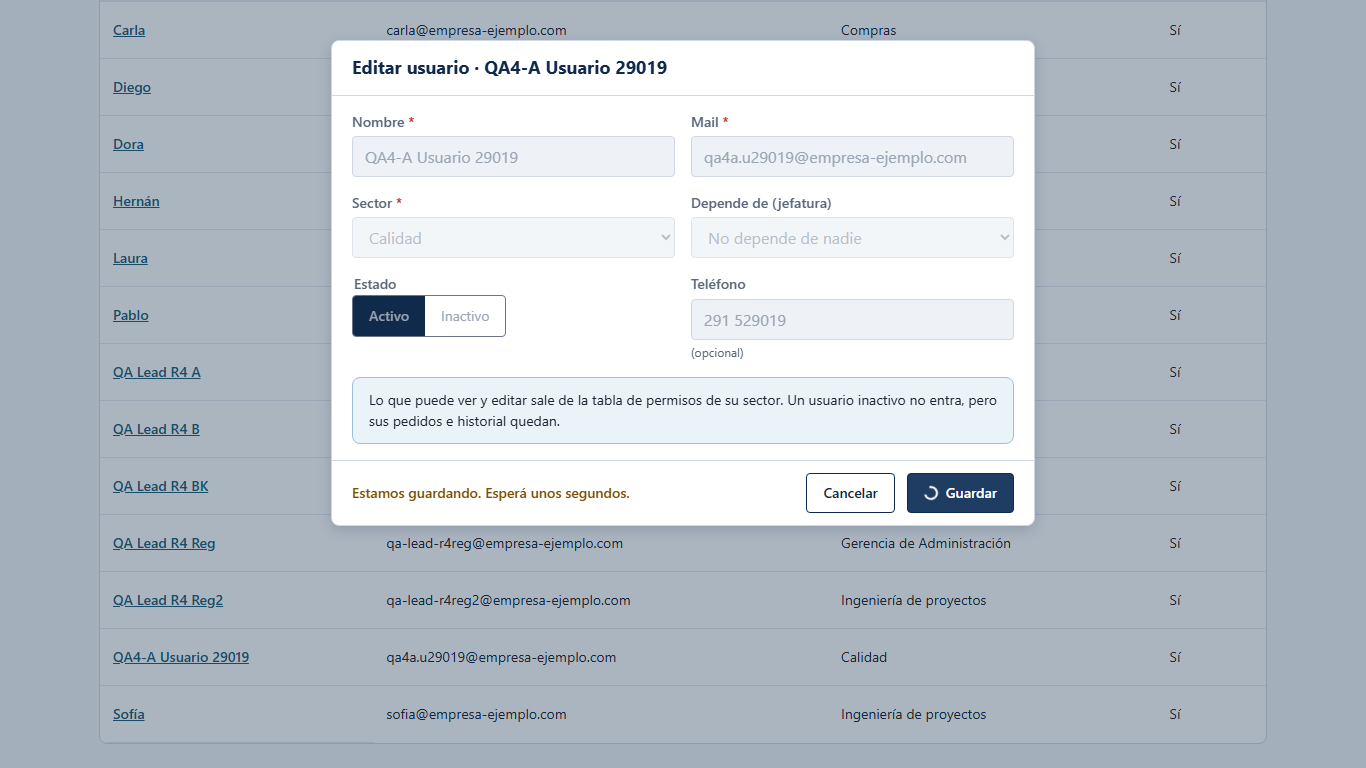 Carla carla@empresa-ejemplo.com Compras Sí
Editar usuario · QA4-A Usuario 29019
Diego Sí
Nombre * Mail *
Dora QA4-A Usuario 29019 qa4a.u29019@empresa-ejemplo.com Sí
Hernán Sector * Depende de (jefatura) Sí
Calidad No depende de nadie
Laura Sí
Estado Teléfono
Pablo Activo Inactivo 291 529019 Sí
(opcional)
QA Lead R4 A Sí
Lo que puede ver y editar sale de la tabla de permisos de su sector. Un usuario inactivo no entra, pero
sus pedidos e historial quedan.
QA Lead R4 B Sí
QA Lead R4 BK Sí
Estamos guardando. Esperá unos segundos. Cancelar Guardar
QA Lead R4 Reg qa-lead-r4reg@empresa-ejemplo.com Gerencia de Administración Sí
QA Lead R4 Reg2 qa-lead-r4reg2@empresa-ejemplo.com Ingeniería de proyectos Sí
QA4-A Usuario 29019 qa4a.u29019@empresa-ejemplo.com Calidad Sí
Sofía sofia@empresa-ejemplo.com Ingeniería de proyectos Sí